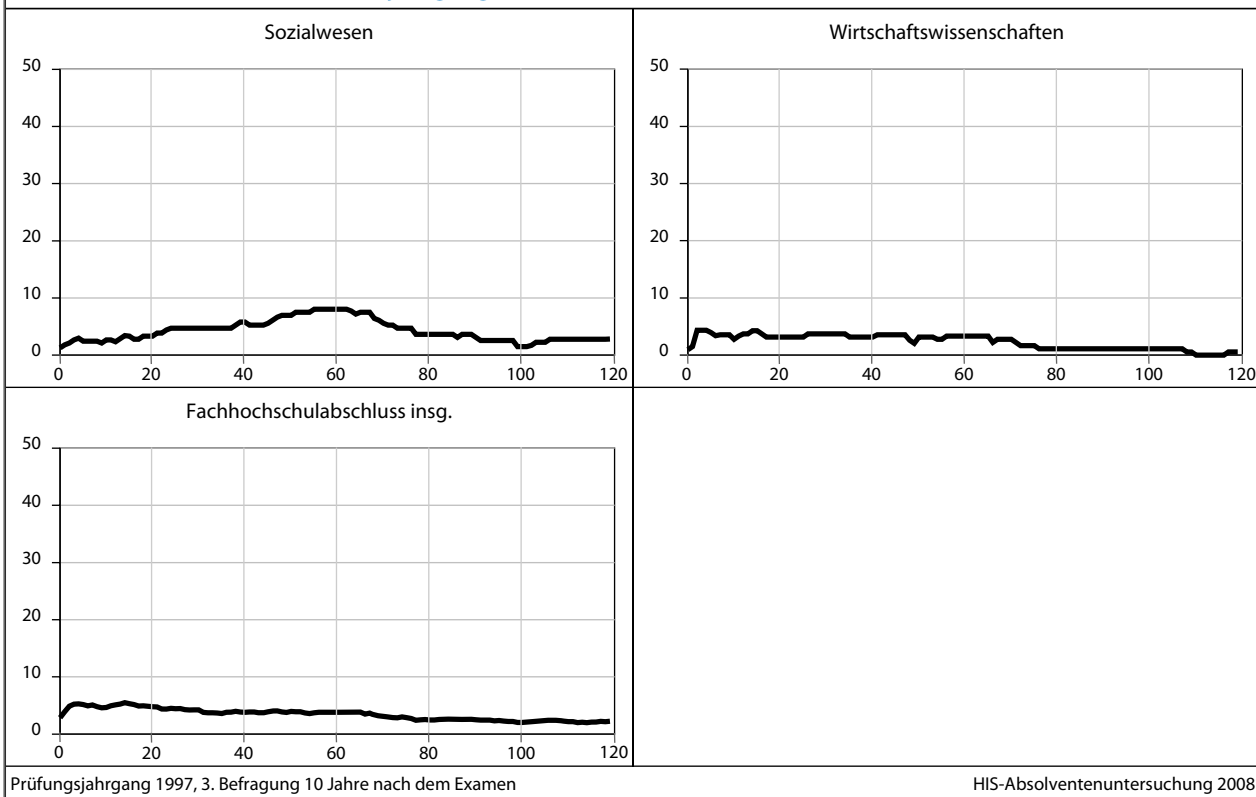 Sozialwesen
50
40
30
20
10
0
0 20 40 60 80 100 120
Wirtschaftswissenschaften
50
40
30
20
10
0
0 20 40 60 80 100 120
Fachhochschulabschluss insg.
50
40
30
20
10
0
0 20 40 60 80 100 120
Prüfungsjahrgang 1997, 3. Befragung 10 Jahre nach dem Examen
HIS-Absolventenuntersuchung 2008